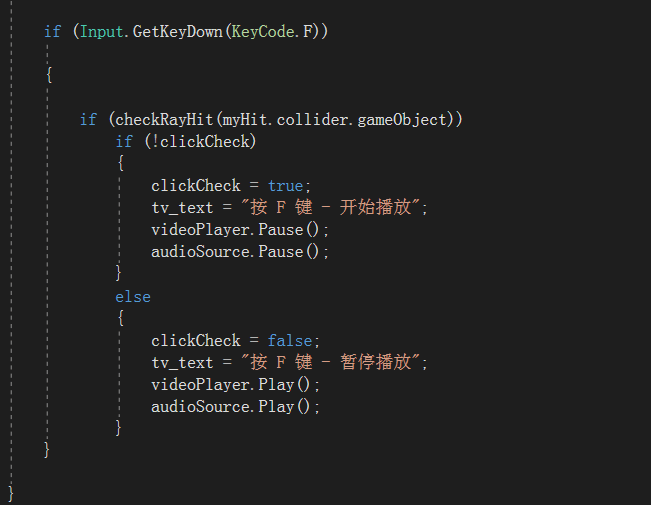 if (Input.GetKeyDown(KeyCode.F))
{
if (checkRayHit(myHit.collider.gameObject))
if (!clickCheck)
{
clickCheck = true;
tv_text = "按 F 键 - 开始播放";
videoPlayer.Pause();
audioSource.Pause();
}
else
{
clickCheck = false;
tv_text = "按 F 键 - 暂停播放";
videoPlayer.Play();
audioSource.Play();
}
}
}